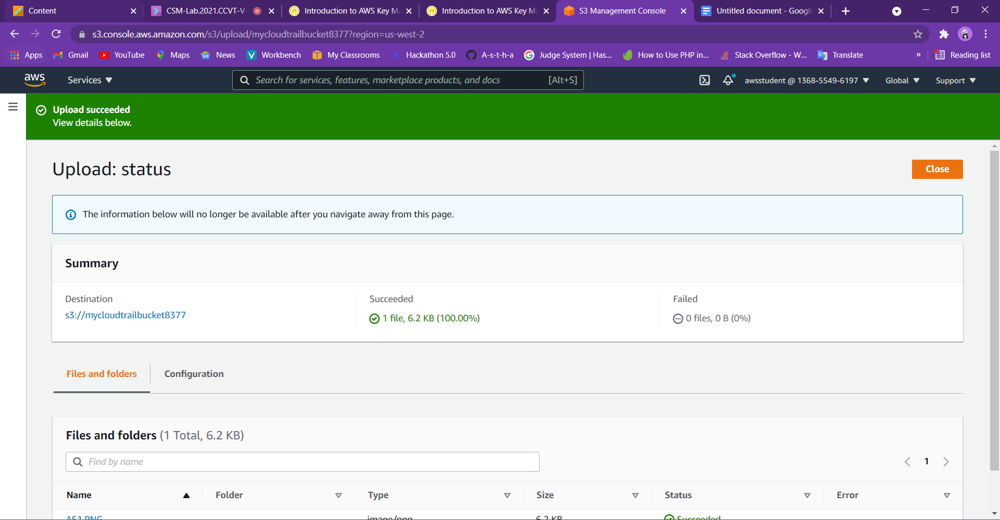 Content
CSM-Lab.2021.CCVT-V-
Introduction to AWS Key M
Introduction to AWS Key M
S3 Management Console
Untitled document - Googl
s3.console.aws.amazon.com/s3/upload/mycloudtrailbucket8377?region=us-west-2
Apps
Gmail
YouTube
Maps
News
Workbench
My Classrooms
Hackathon 5.0
A-s-t-h-a
Judge System | Has...
How to Use PHP in...
Stack Overflow - W...
Translate
»
Reading list
aws
Services
Search for services, features, marketplace products, and docs
[Alt+S]
awsstudent @ 1368-5549-6197
Global
Support
Upload succeeded
View details below.
Upload: status
Close
The information below will no longer be available after you navigate away from this page.
Summary
Destination
s3://mycloudtrailbucket8377
Succeeded
1 file, 6.2 KB (100.00%)
Failed
0 files, 0 B (0%)
Files and folders
Configuration
Files and folders (1 Total, 6.2 KB)
Find by name
1
Name
Folder
Type
Size
Status
Error
AS1.PNG
image/png
6.2 KB
Succeeded